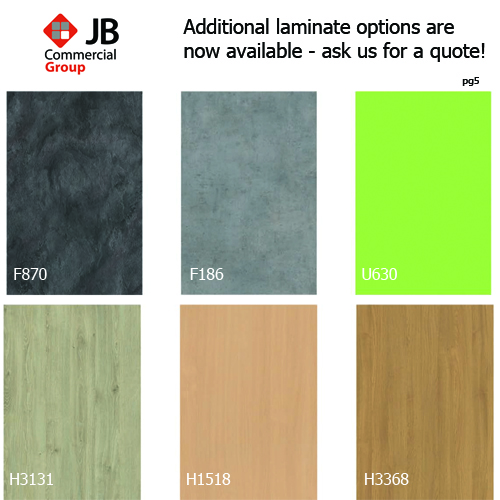 JB
Commercial
Group
Additional laminate options are
now available - ask us for a quote!
pg5
F870
F186
U630
H3131
H1518
H3368